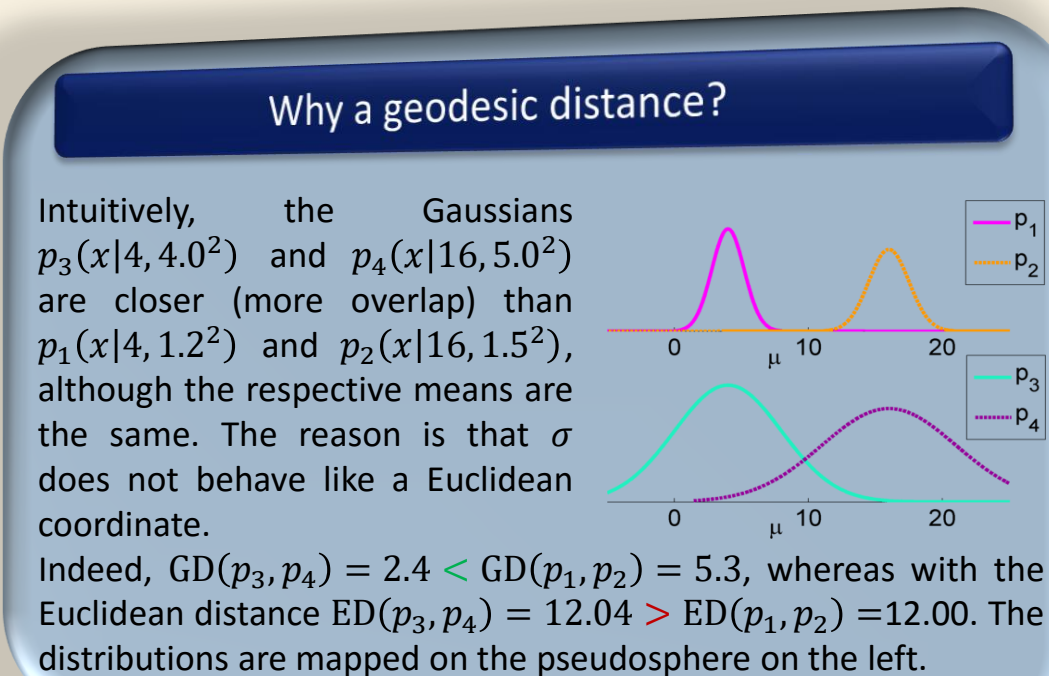 Why a geodesic distance?
Intuitively, the Gaussians
p₃(x|4, 4.0²) and p₄(x|16, 5.0²)
are closer (more overlap) than
p₁(x|4, 1.2²) and p₂(x|16, 1.5²),
although the respective means are
the same. The reason is that σ
does not behave like a Euclidean
coordinate.
p₁
p₂
0 10 20
μ
p₃
p₄
0 10 20
μ
Indeed, GD(p₃, p₄) = 2.4 < GD(p₁, p₂) = 5.3, whereas with the
Euclidean distance ED(p₃, p₄) = 12.04 > ED(p₁, p₂) =12.00. The
distributions are mapped on the pseudosphere on the left.